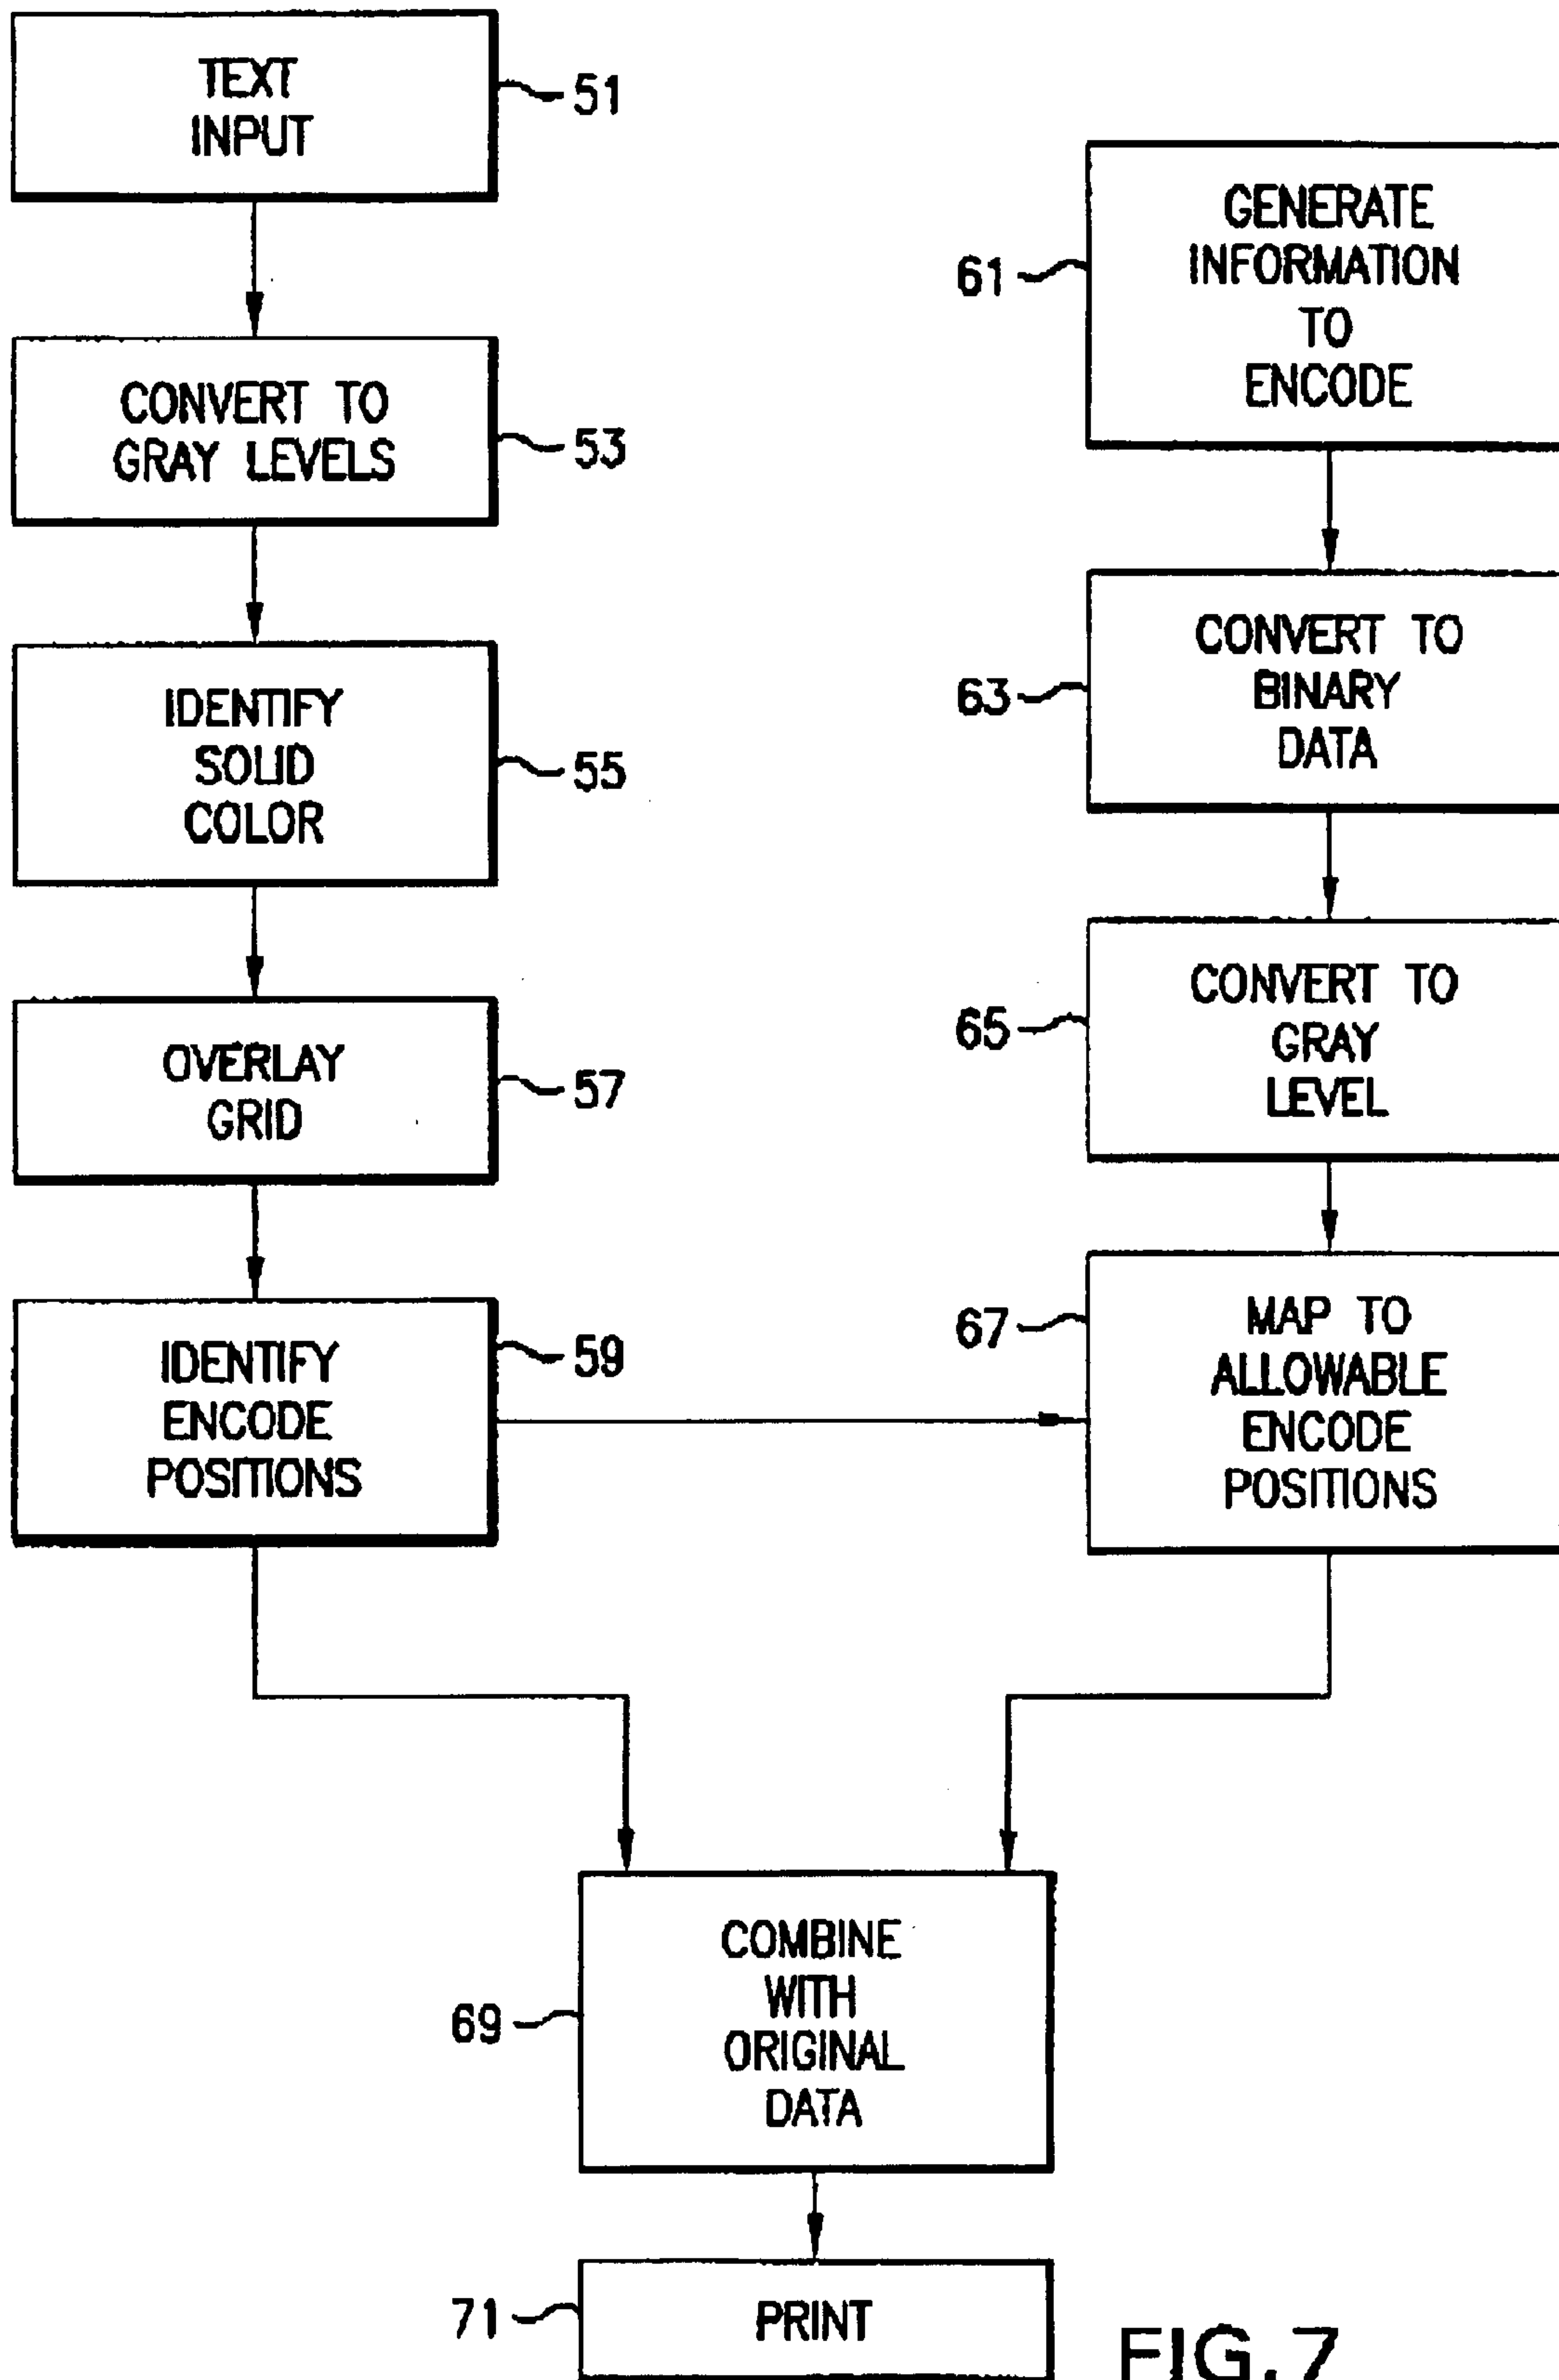 TEXT
INPUT
51
CONVERT TO
GRAY LEVELS
53
IDENTIFY
SOLID
COLOR
55
OVERLAY
GRID
57
IDENTIFY
ENCODE
POSITIONS
59
GENERATE
INFORMATION
TO
ENCODE
61
CONVERT TO
BINARY
DATA
63
CONVERT TO
GRAY
LEVEL
65
MAP TO
ALLOWABLE
ENCODE
POSITIONS
67
COMBINE
WITH
ORIGINAL
DATA
69
PRINT
71
FIG.7